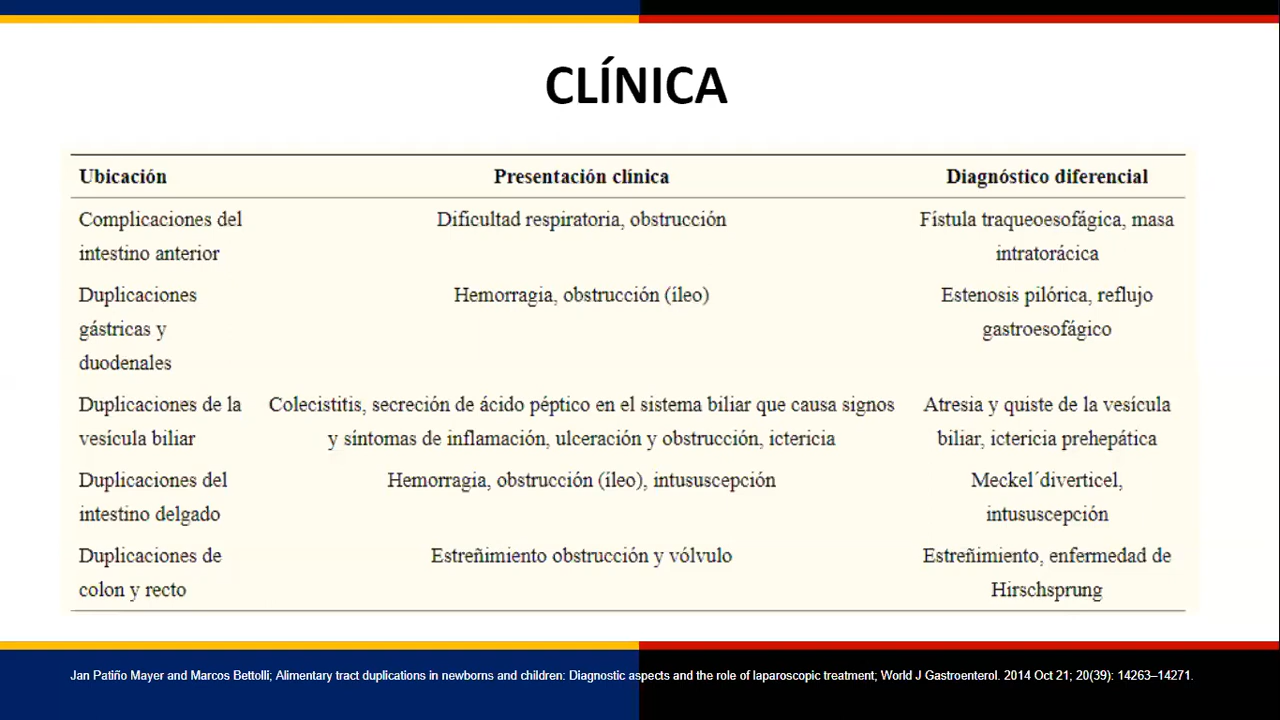 CLÍNICA
Ubicación Presentación clínica Diagnóstico diferencial
Complicaciones del Dificultad respiratoria, obstrucción Fístula traqueoesofágica, masa
intestino anterior intratorácica
Duplicaciones Hemorragia, obstrucción (íleo) Estenosis pilórica, reflujo
gástricas y gastroesofágico
duodenales
Duplicaciones de la Colecistitis, secreción de ácido péptico en el sistema biliar que causa signos Atresia y quiste de la vesícula
vesícula biliar y síntomas de inflamación, ulceración y obstrucción, ictericia biliar, ictericia prehepática
Duplicaciones del Hemorragia, obstrucción (íleo), intususcepción Meckel´diverticel,
intestino delgado intususcepción
Duplicaciones de Estreñimiento obstrucción y vólvulo Estreñimiento, enfermedad de
colon y recto Hirschsprung
Jan Patiño Mayer and Marcos Bettolli; Alimentary tract duplications in newborns and children: Diagnostic aspects and the role of laparoscopic treatment; World J Gastroenterol. 2014 Oct 21; 20(39): 14263–14271.